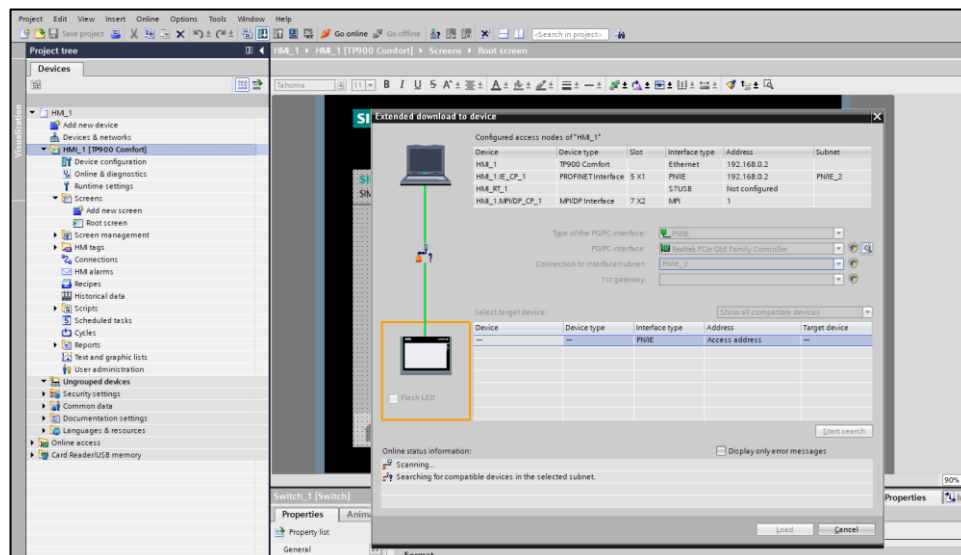 Project Edit View Insert Online Options Tools Window Help
Save project Go online Go offline <Search in project>
Project tree
HMI_1 HMI_1 [TP900 Comfort] Screens Root screen
Devices
Tahoma 11 B I U S A
Visualization
HMI_1
Add new device
Devices & networks
HMI_1 [TP900 Comfort]
Device configuration
Online & diagnostics
Runtime settings
Screens
Add new screen
Root screen
Screen management
HMI tags
Connections
HMI alarms
Recipes
Historical data
Scripts
Scheduled tasks
Cycles
Reports
Text and graphic lists
User administration
Ungrouped devices
Security settings
Common data
Documentation settings
Languages & resources
Online access
Card Reader/USB memory
Extended download to device
Configured access nodes of "HMI_1"
Device Device type Slot Interface type Address Subnet
HMI_1 TP900 Comfort Ethernet 192.168.0.2
HMI_1.IE_CP_1 PROFINET Interface 5 X1 PN/IE 192.168.0.2 PN/IE_2
HMI_RT_1 S7USB Not configured
HMI_1.MPI/DP_CP_1 MPI/DP Interface 7 X2 MPI 1
Type of the PG/PC interface: PN/IE
PG/PC interface: Realtek PCIe GbE Family Controller
Connection to interface/subnet: PN/IE_2
1st gateway:
Select target device: Show all compatible devices
Device Device type Interface type Address Target device
— — PN/IE Access address —
Flash LED
Start search
Online status information: Display only error messages
Scanning...
Searching for compatible devices in the selected subnet.
Load Cancel
90%
Switch_1 [Switch]
Properties
Properties
Property list
General
Format